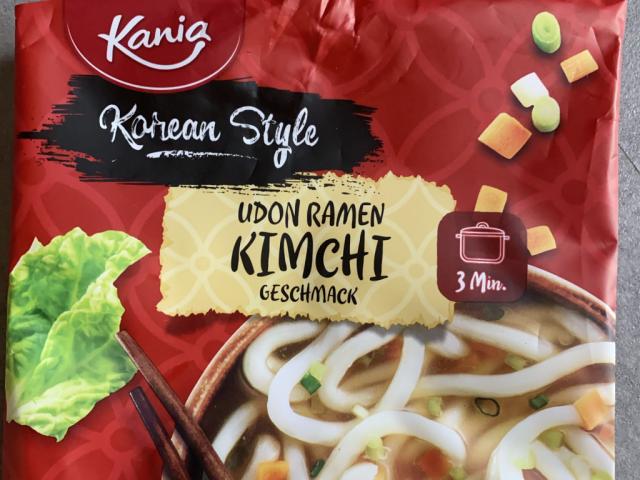 Kania
Korean Style
UDON RAMEN
KIMCHI
GESCHMACK
3 Min.